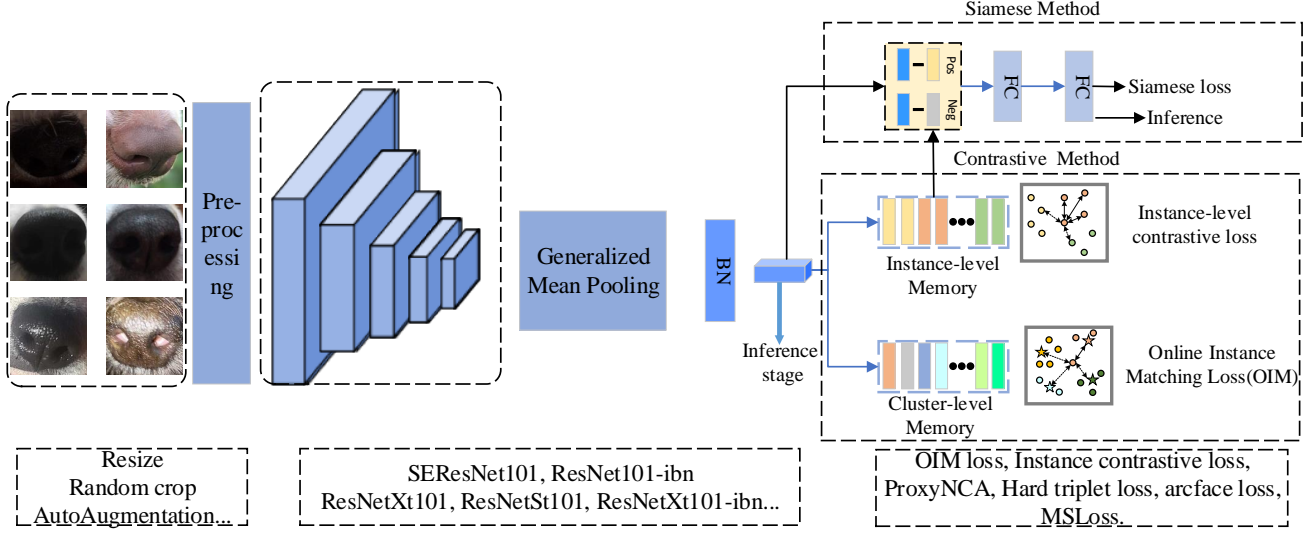 Siamese Method
Pos
Neg
FC
FC
Siamese loss
Inference
Contrastive Method
Pre-
process
essi
ng
Generalized
Mean Pooling
BN
Inference
stage
Instance-level
Memory
Instance-level
contrastive loss
Cluster-level
Memory
Online Instance
Matching Loss(OIM)
Resize
Random crop
AutoAugmentation...
SEResNet101, ResNet101-ibn
ResNetXt101, ResNetSt101, ResNetXt101-ibn...
OIM loss, Instance contrastive loss,
ProxyNCA, Hard triplet loss, arcface loss,
MSLoss.